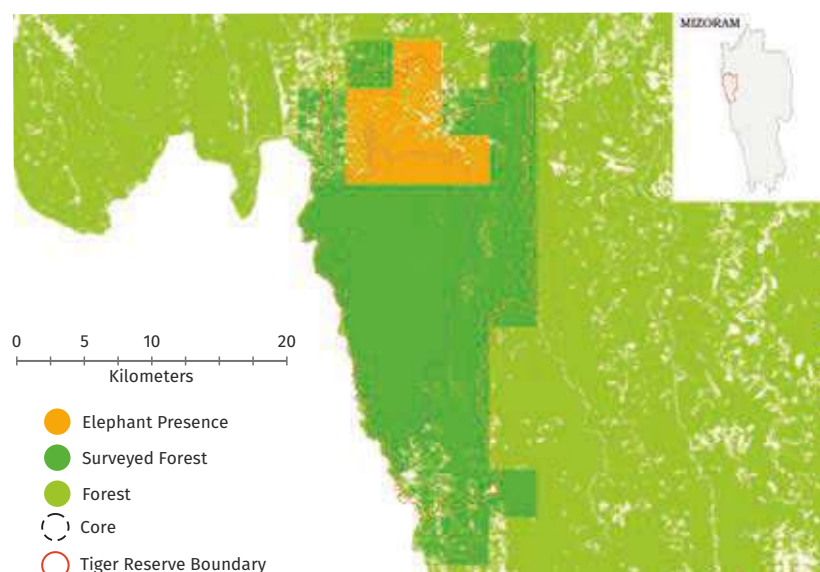 MIZORAM
0 5 10 20
Kilometers
Elephant Presence
Surveyed Forest
Forest
Core
Tiger Reserve Boundary